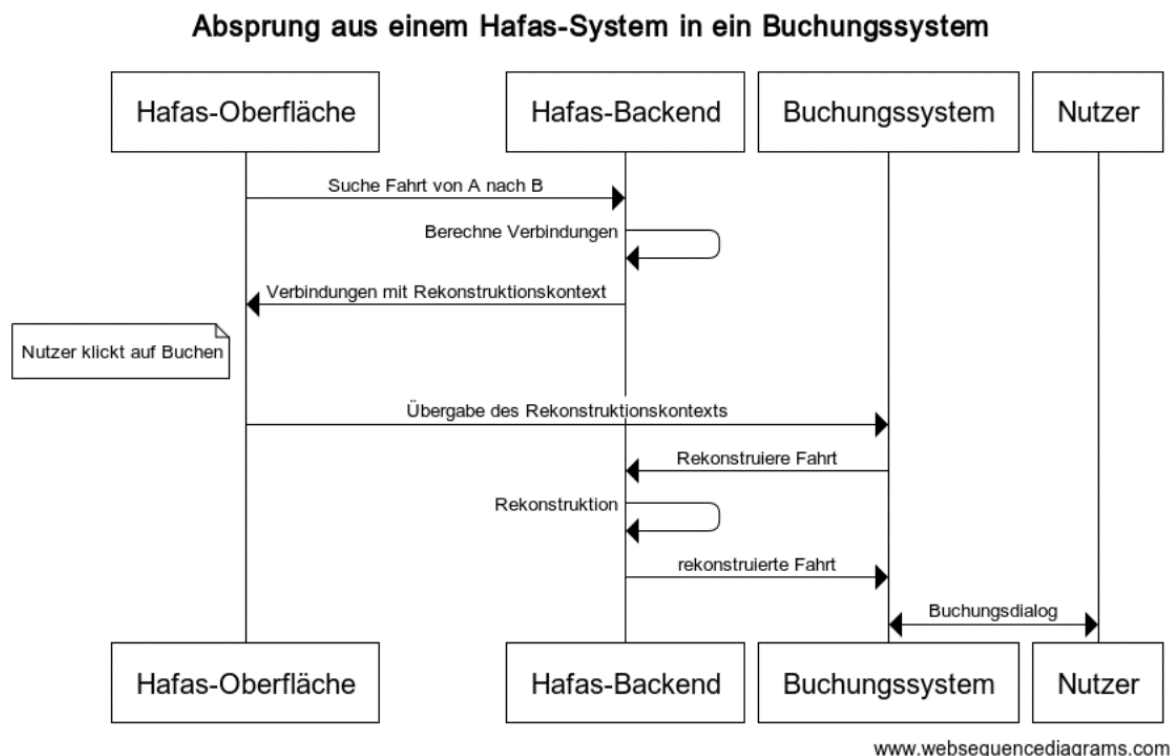 Absprung aus einem Hafas-System in ein Buchungssystem
Hafas-Oberfläche
Hafas-Backend
Buchungssystem
Nutzer
Suche Fahrt von A nach B
Berechne Verbindungen
Verbindungen mit Rekonstruktionskontext
Nutzer klickt auf Buchen
Übergabe des Rekonstruktionskontexts
Rekonstruiere Fahrt
Rekonstruktion
rekonstruierte Fahrt
Buchungsdialog
Hafas-Oberfläche
Hafas-Backend
Buchungssystem
Nutzer
www.websequencediagrams.com